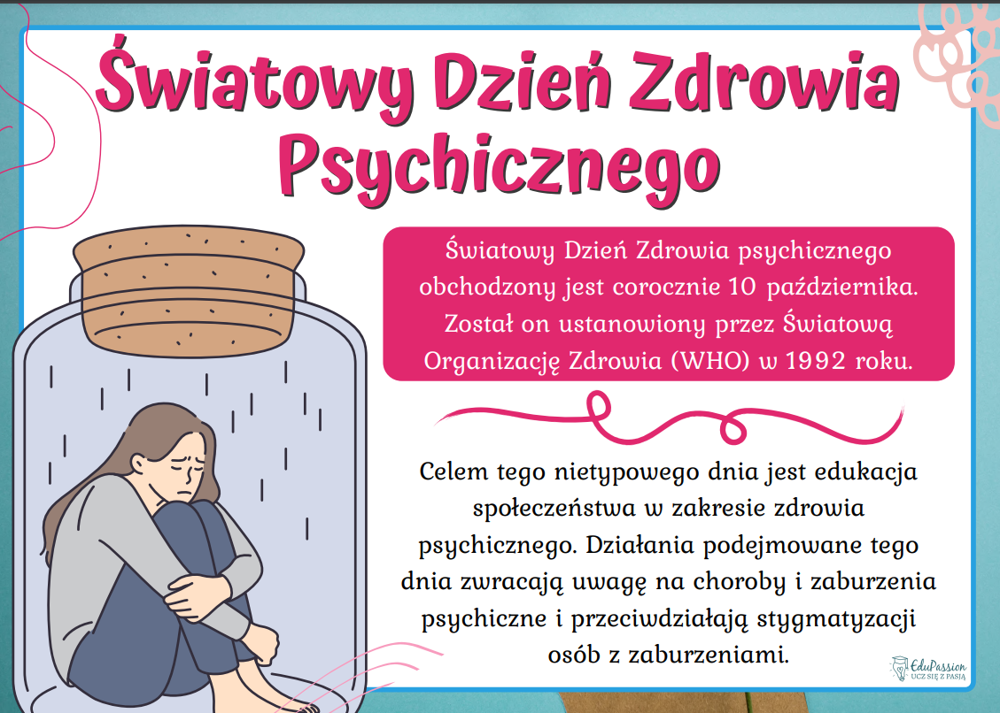 Światowy Dzień Zdrowia
Psychicznego
Światowy Dzień Zdrowia psychicznego
obchodzony jest corocznie 10 października.
Został on ustanowiony przez Światową
Organizację Zdrowia (WHO) w 1992 roku.
Celem tego nietypowego dnia jest edukacja
społeczeństwa w zakresie zdrowia
psychicznego. Działania podejmowane tego
dnia zwracają uwagę na choroby i zaburzenia
psychiczne i przeciwdziałają stygmatyzacji
osób z zaburzeniami.
EduPassion
UCZ SIĘ Z PASJĄ